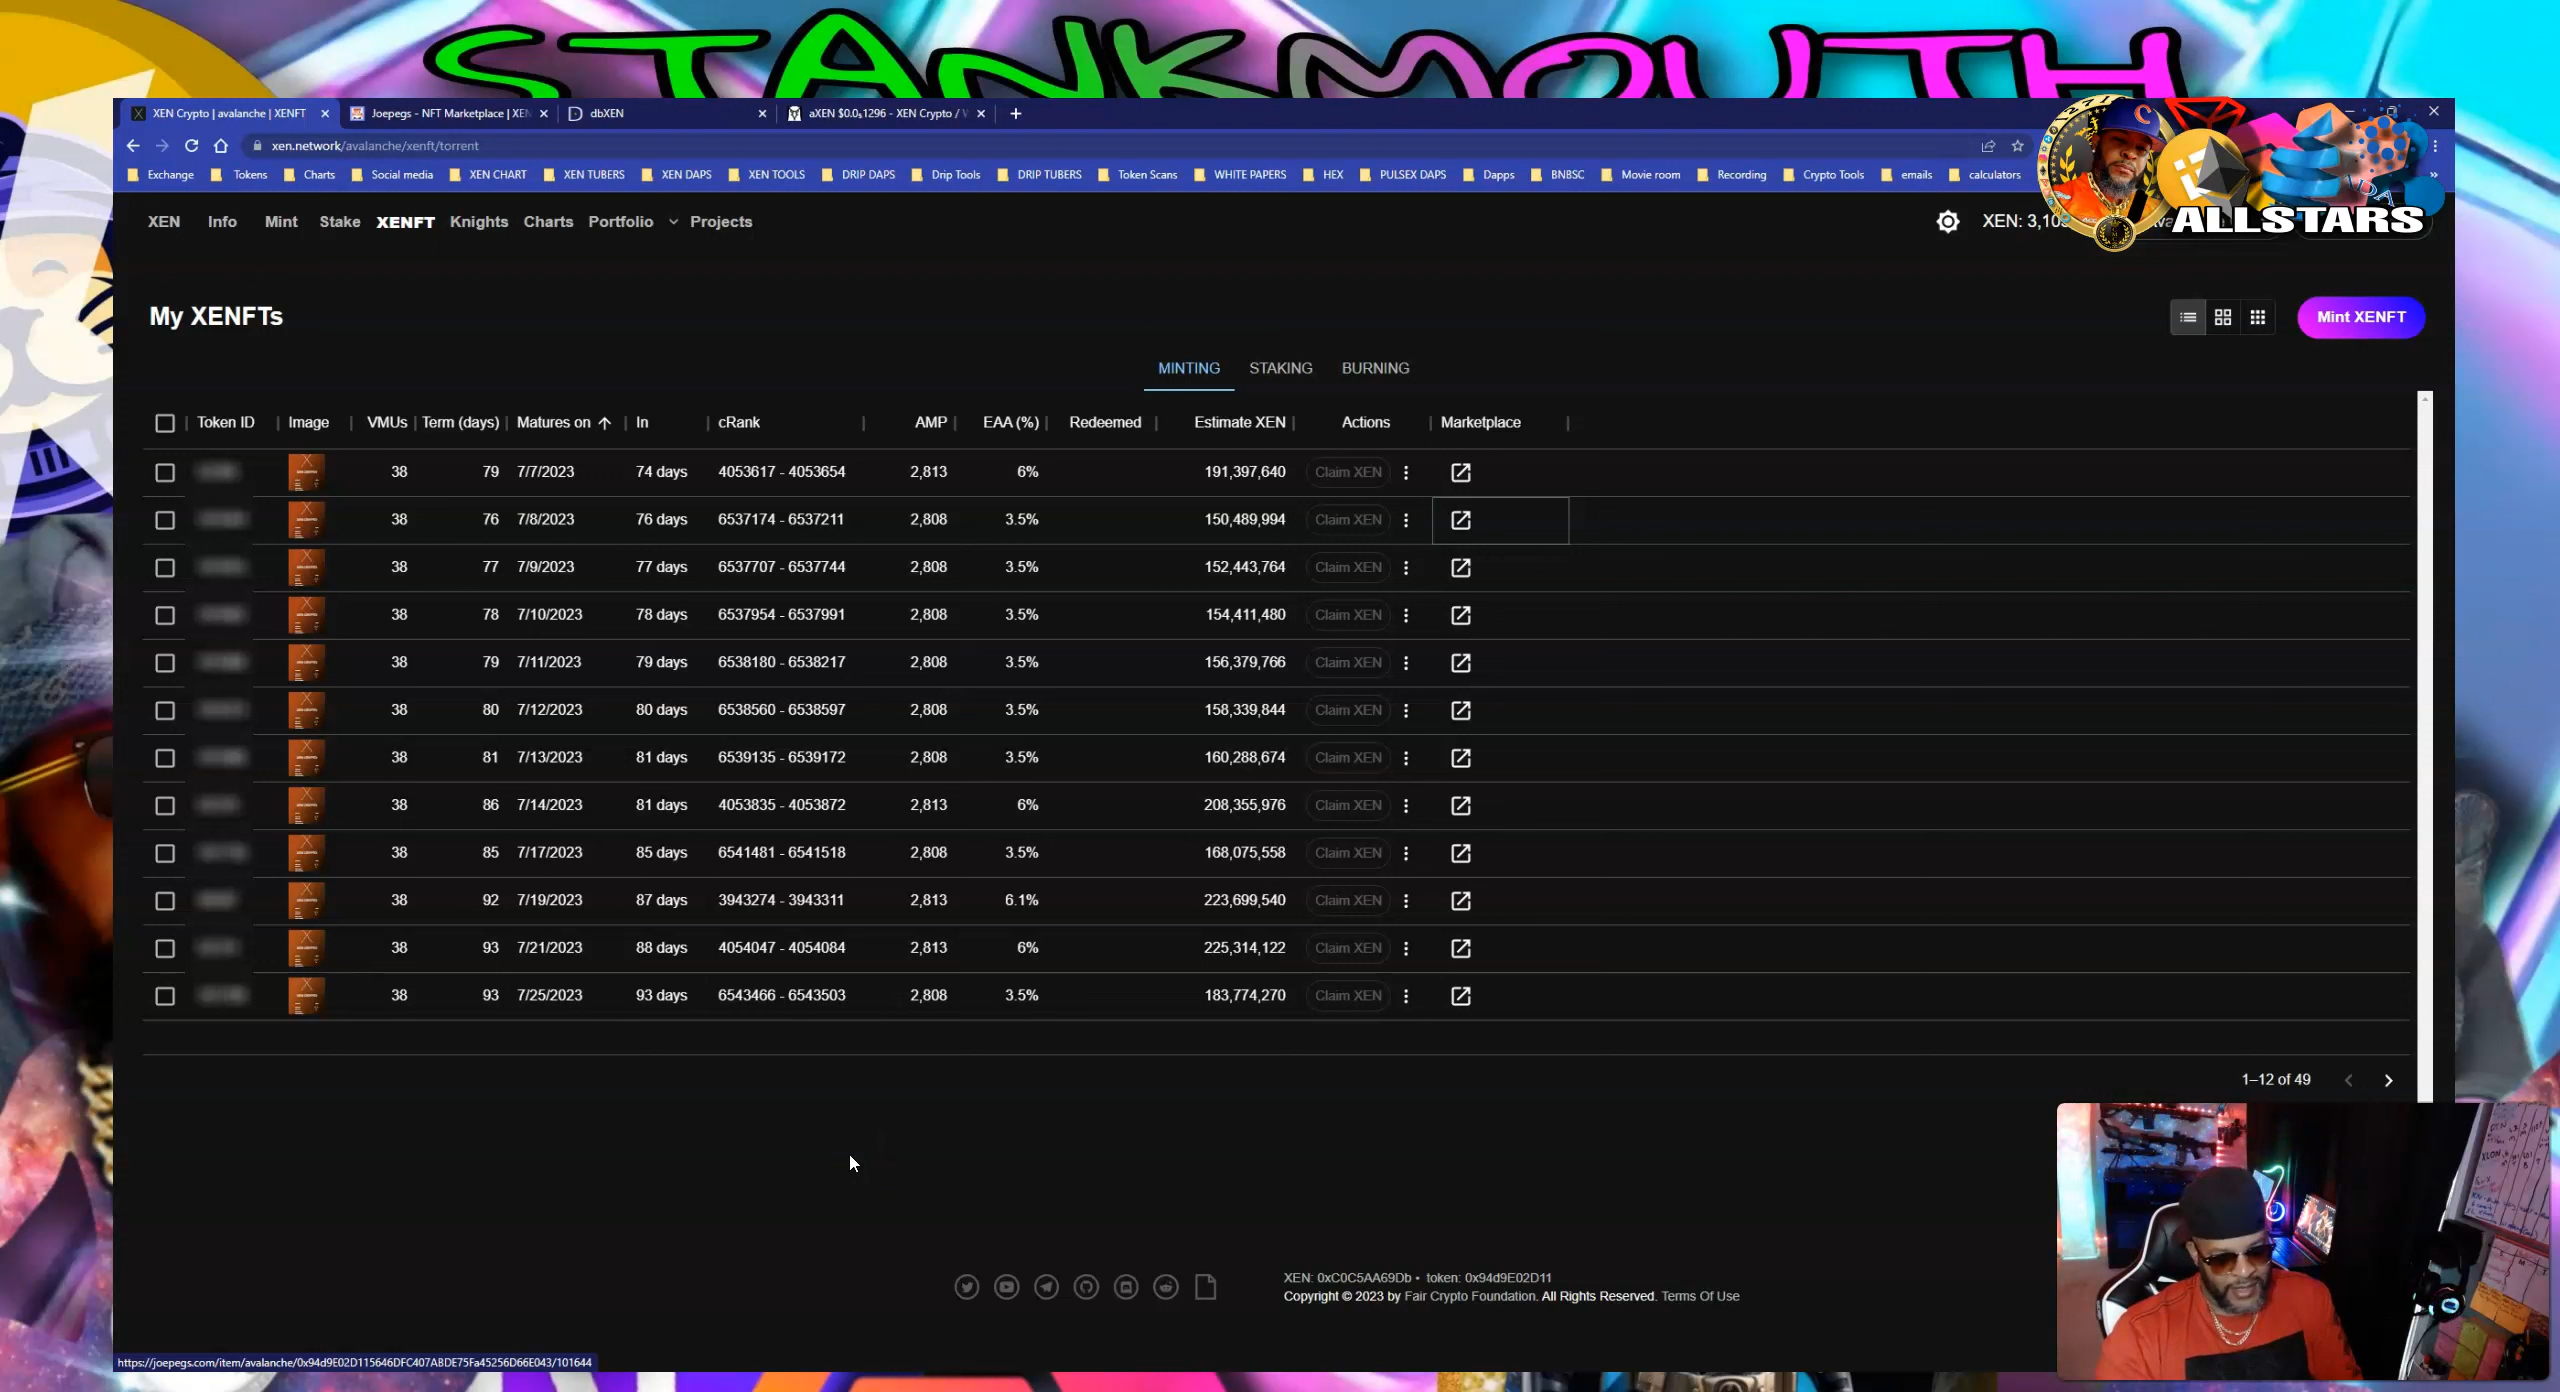 STANKMOUTH
XEN Crypto | avalanche | XENFT
Joepegs - NFT Marketplace | XEN
dbXEN
aXEN $0.0₅1296 - XEN Crypto /
xen.network/avalanche/xenft/torrent
Exchange Tokens Charts Social media XEN CHART XEN TUBERS XEN DAPS XEN TOOLS DRIP DAPS Drip Tools DRIP TUBERS Token Scans WHITE PAPERS HEX PULSEX DAPS Dapps BNBSC Movie room Recording Crypto Tools emails calculators
ALLSTARS
XEN Info Mint Stake XENFT Knights Charts Portfolio Projects XEN: 3,10
My XENFTs
Mint XENFT
MINTING STAKING BURNING
Token ID Image VMUs Term (days) Matures on In cRank AMP EAA (%) Redeemed Estimate XEN Actions Marketplace
38 79 7/7/2023 74 days 4053617 - 4053654 2,813 6% 191,397,640 Claim XEN
38 76 7/8/2023 76 days 6537174 - 6537211 2,808 3.5% 150,489,994 Claim XEN
38 77 7/9/2023 77 days 6537707 - 6537744 2,808 3.5% 152,443,764 Claim XEN
38 78 7/10/2023 78 days 6537954 - 6537991 2,808 3.5% 154,411,480 Claim XEN
38 79 7/11/2023 79 days 6538180 - 6538217 2,808 3.5% 156,379,766 Claim XEN
38 80 7/12/2023 80 days 6538560 - 6538597 2,808 3.5% 158,339,844 Claim XEN
38 81 7/13/2023 81 days 6539135 - 6539172 2,808 3.5% 160,288,674 Claim XEN
38 86 7/14/2023 81 days 4053835 - 4053872 2,813 6% 208,355,976 Claim XEN
38 85 7/17/2023 85 days 6541481 - 6541518 2,808 3.5% 168,075,558 Claim XEN
38 92 7/19/2023 87 days 3943274 - 3943311 2,813 6.1% 223,699,540 Claim XEN
38 93 7/21/2023 88 days 4054047 - 4054084 2,813 6% 225,314,122 Claim XEN
38 93 7/25/2023 93 days 6543466 - 6543503 2,808 3.5% 183,774,270 Claim XEN
1–12 of 49
XEN: 0xC0C5AA69Db • token: 0x94d9E02D11
Copyright © 2023 by Fair Crypto Foundation. All Rights Reserved. Terms Of Use
https://joepegs.com/item/avalanche/0x94d9E02D115646DFC407ABDE75Fa45256D66E043/101644